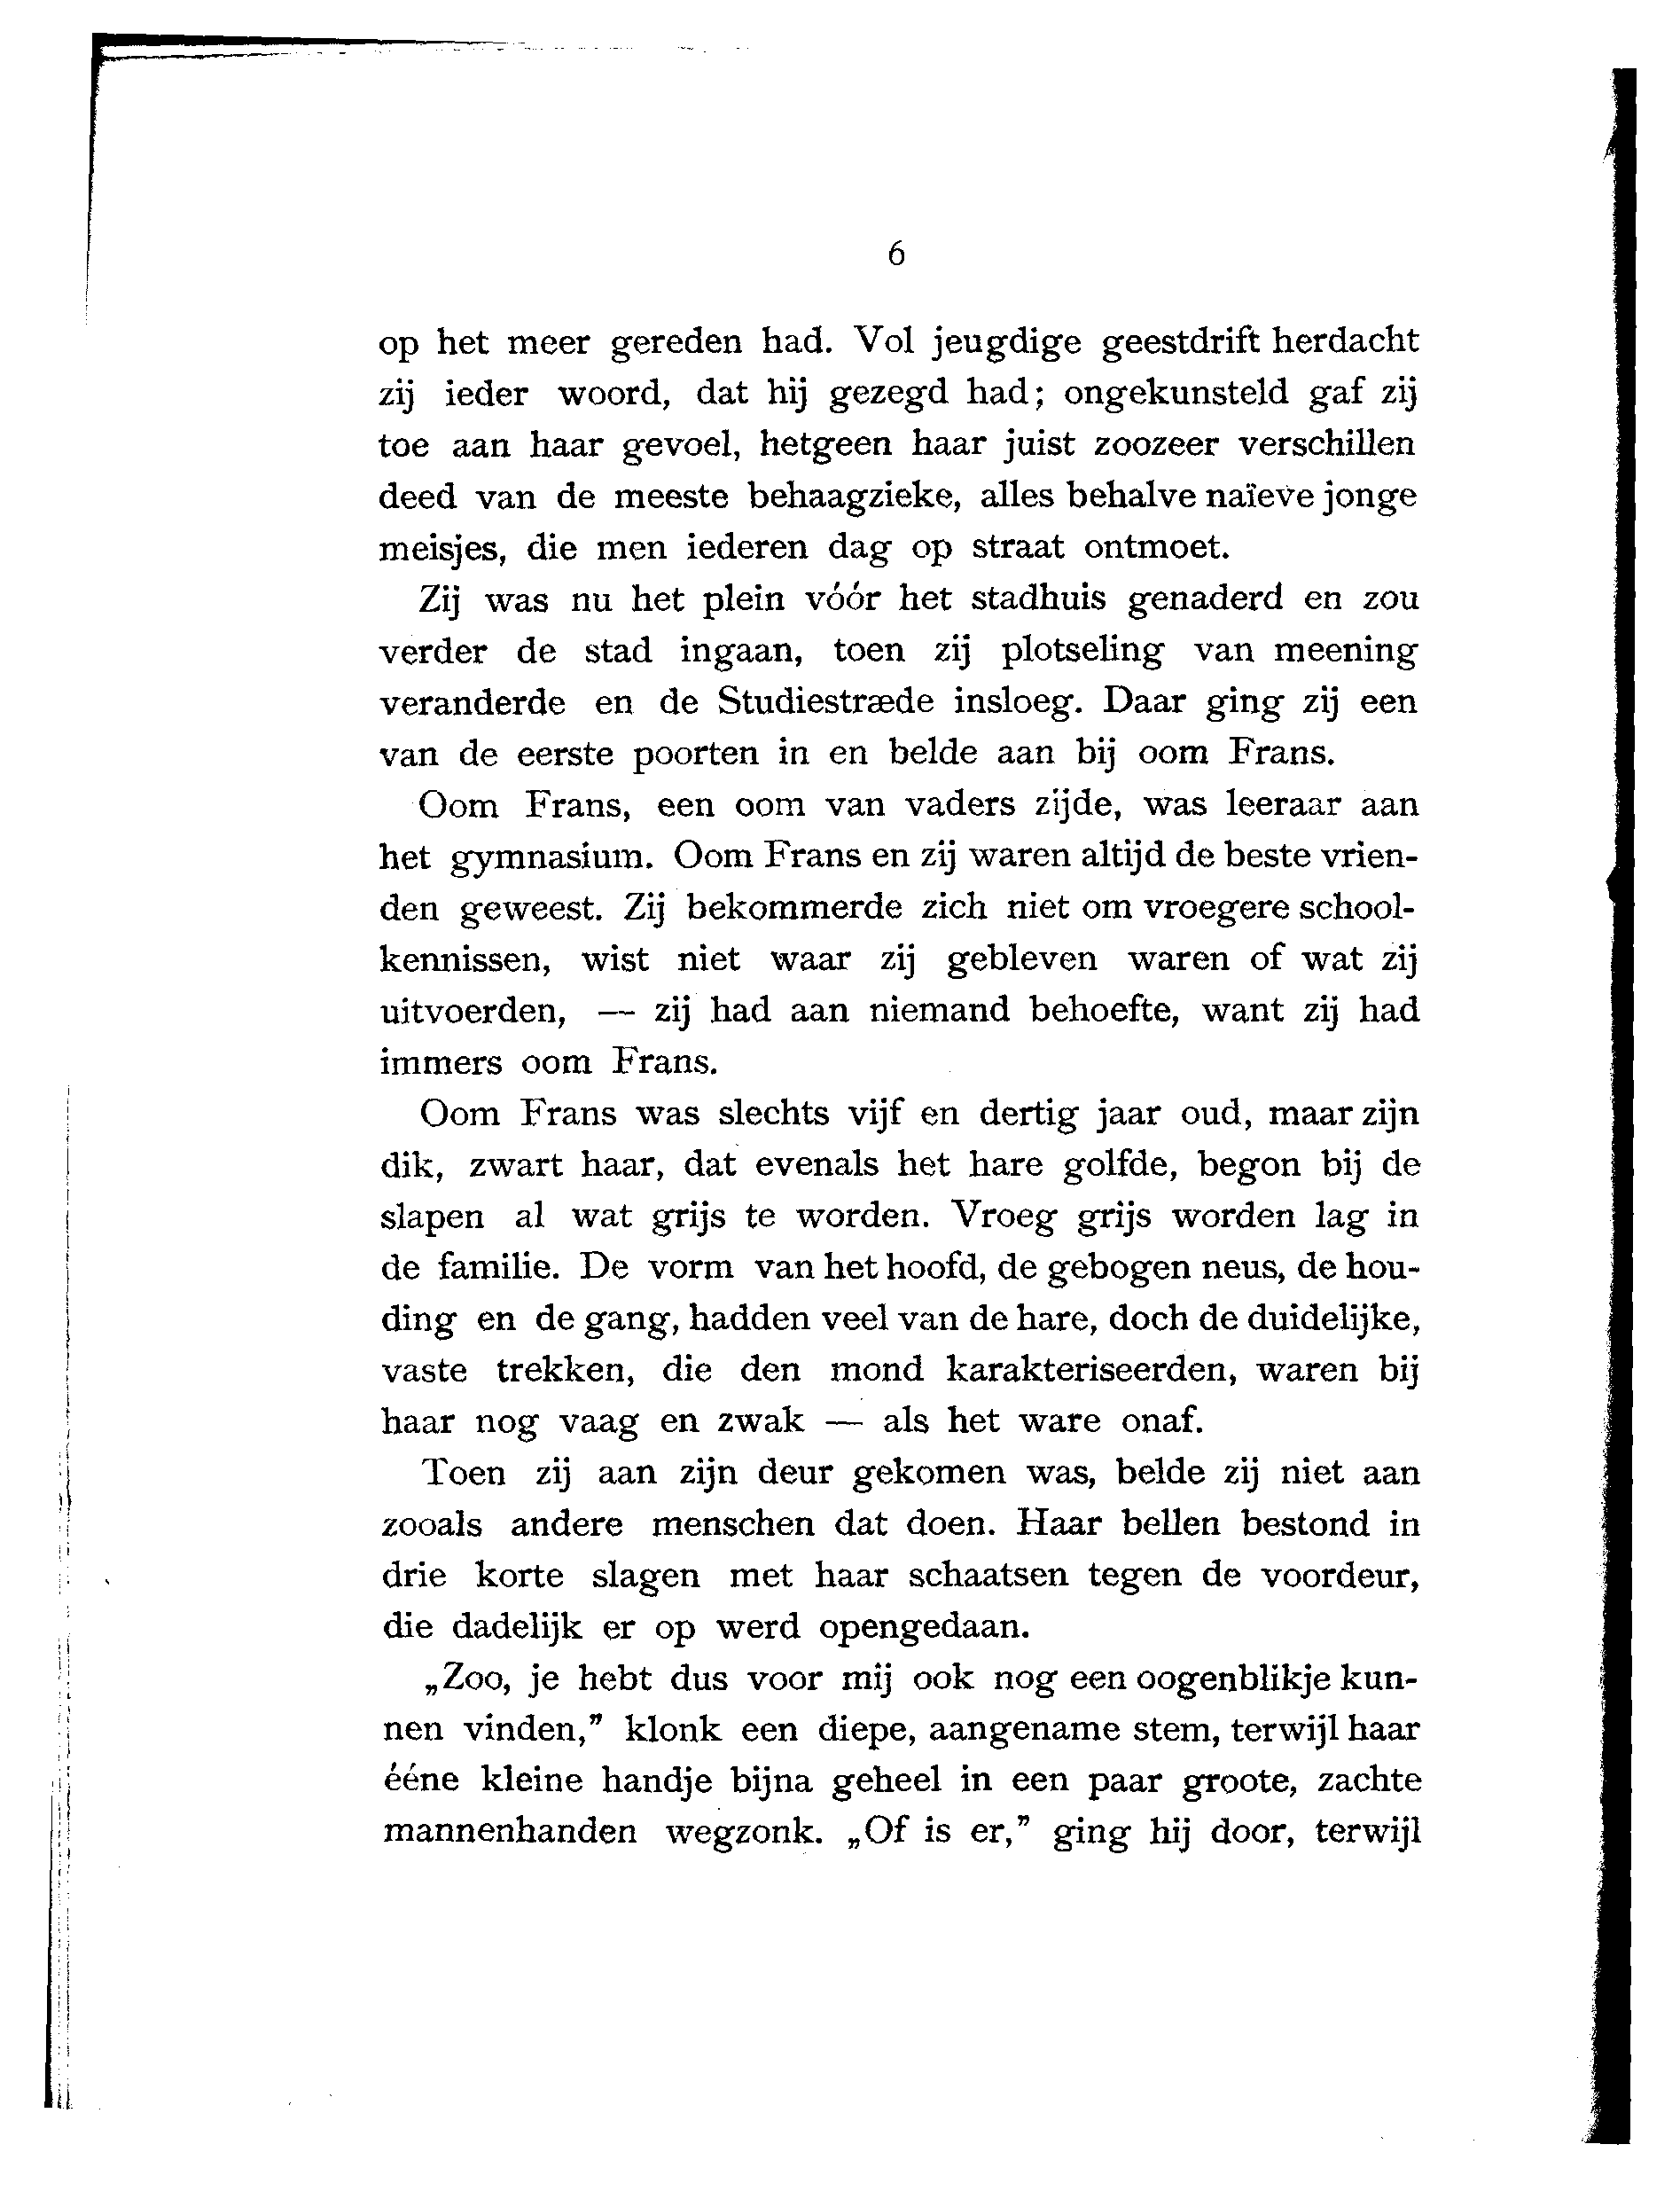 6
op het meer gereden had. Vol jeugdige geestdrift herdacht
zij ieder woord, dat hij gezegd had; ongekunsteld gaf zij
toe aan haar gevoel, hetgeen haar juist zoozeer verschillen
deed van de meeste behaagzieke, alles behalve naïeve jonge
meisjes, die men iederen dag op straat ontmoet.
Zij was nu het plein vóór het stadhuis genaderd en zou
verder de stad ingaan, toen zij plotseling van meening
veranderde en de Studiestræde insloeg. Daar ging zij een
van de eerste poorten in en belde aan bij oom Frans.
Oom Frans, een oom van vaders zijde, was leeraar aan
het gymnasium. Oom Frans en zij waren altijd de beste vrien-
den geweest. Zij bekommerde zich niet om vroegere school-
kennissen, wist niet waar zij gebleven waren of wat zij
uitvoerden, — zij had aan niemand behoefte, want zij had
immers oom Frans.
Oom Frans was slechts vijf en dertig jaar oud, maar zijn
dik, zwart haar, dat evenals het hare golfde, begon bij de
slapen al wat grijs te worden. Vroeg grijs worden lag in
de familie. De vorm van het hoofd, de gebogen neus, de hou-
ding en de gang, hadden veel van de hare, doch de duidelijke,
vaste trekken, die den mond karakteriseerden, waren bij
haar nog vaag en zwak — als het ware onaf.
Toen zij aan zijn deur gekomen was, belde zij niet aan
zooals andere menschen dat doen. Haar bellen bestond in
drie korte slagen met haar schaatsen tegen de voordeur,
die dadelijk er op werd opengedaan.
„Zoo, je hebt dus voor mij ook nog een oogenblikje kun-
nen vinden,” klonk een diepe, aangename stem, terwijl haar
ééne kleine handje bijna geheel in een paar groote, zachte
mannenhanden wegzonk. „Of is er,” ging hij door, terwijl